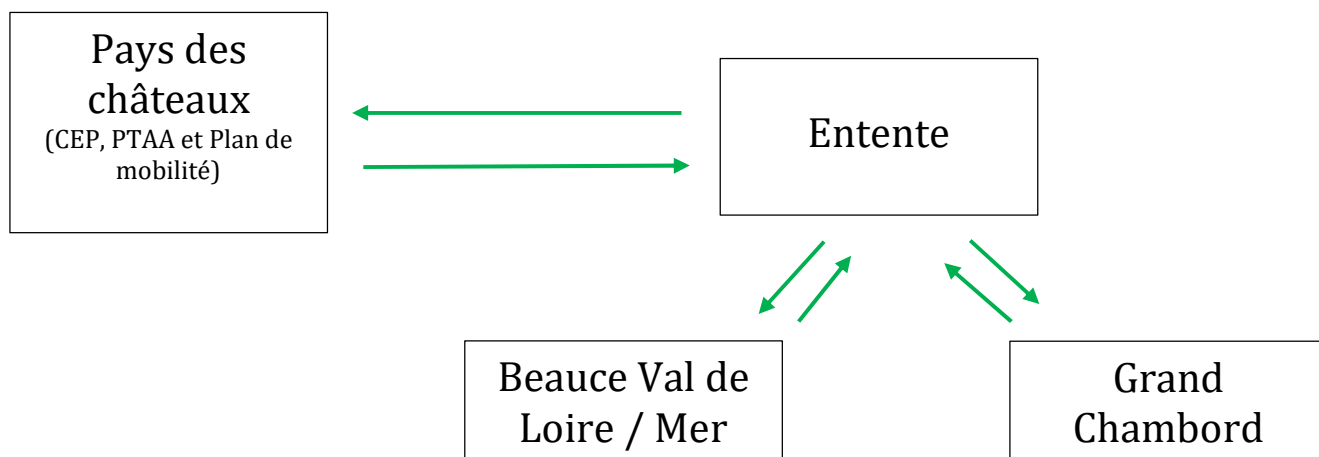 Pays des
châteaux
(CEP, PTAA et Plan de
mobilité)
Entente
Beauce Val de
Loire / Mer
Grand
Chambord